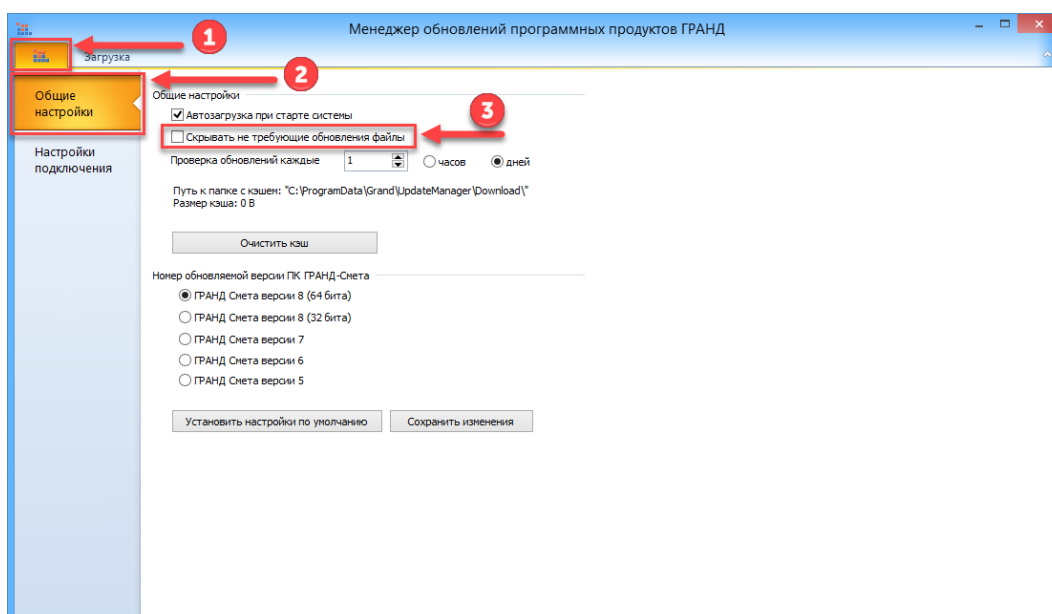 Менеджер обновлений программных продуктов ГРАНД
1
Загрузка
2
Общие
настройки
Настройки
подключения
Общие настройки
Автозагрузка при старте системы
3
Скрывать не требующие обновления файлы
Проверка обновлений каждые 1 часов дней
Путь к папке с кэшем: "C:\ProgramData\Grand\UpdateManager\Download\"
Размер кэша: 0 B
Очистить кэш
Номер обновляемой версии ПК ГРАНД-Смета
ГРАНД Смета версии 8 (64 бита)
ГРАНД Смета версии 8 (32 бита)
ГРАНД Смета версии 7
ГРАНД Смета версии 6
ГРАНД Смета версии 5
Установить настройки по умолчанию Сохранить изменения